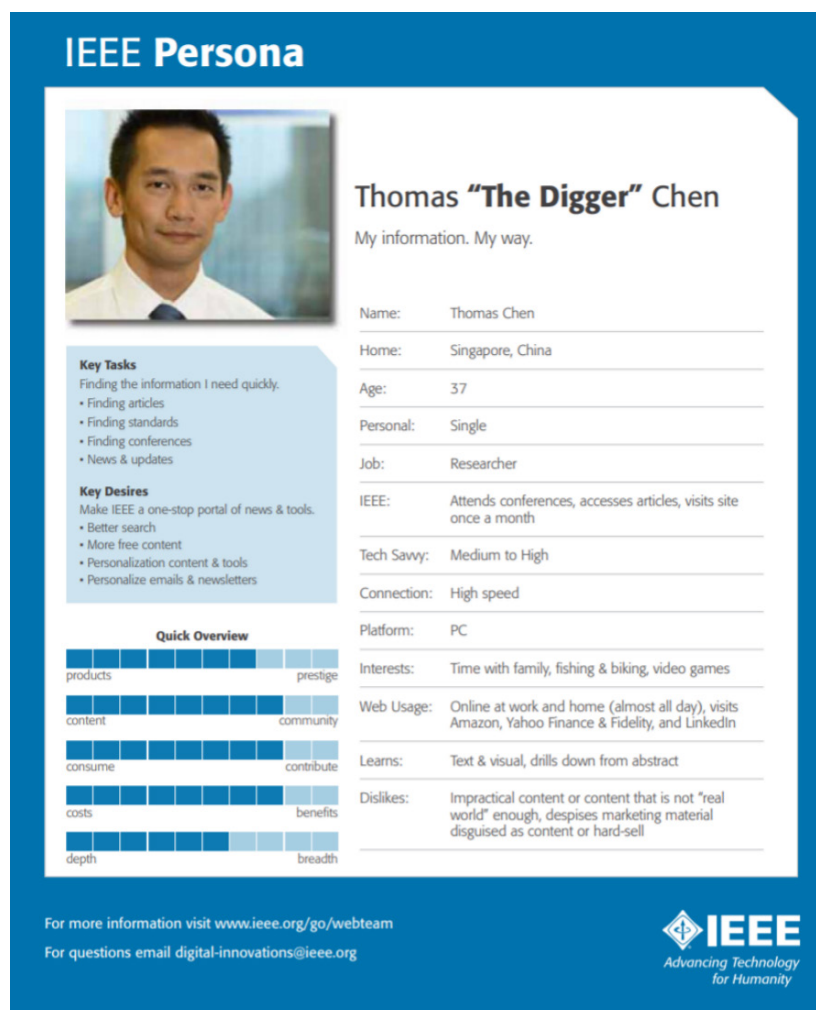 IEEE Persona
Thomas "The Digger" Chen
My information. My way.
Key Tasks
Finding the information I need quickly.
• Finding articles
• Finding standards
• Finding conferences
• News & updates
Key Desires
Make IEEE a one-stop portal of news & tools.
• Better search
• More free content
• Personalization content & tools
• Personalize emails & newsletters
Quick Overview
products prestige
content community
consume contribute
costs benefits
depth breadth
Name: Thomas Chen
Home: Singapore, China
Age: 37
Personal: Single
Job: Researcher
IEEE: Attends conferences, accesses articles, visits site
once a month
Tech Savvy: Medium to High
Connection: High speed
Platform: PC
Interests: Time with family, fishing & biking, video games
Web Usage: Online at work and home (almost all day), visits
Amazon, Yahoo Finance & Fidelity, and LinkedIn
Learns: Text & visual, drills down from abstract
Dislikes: Impractical content or content that is not "real
world" enough, despises marketing material
disguised as content or hard-sell
For more information visit www.ieee.org/go/webteam
For questions email digital-innovations@ieee.org
IEEE
Advancing Technology
for Humanity